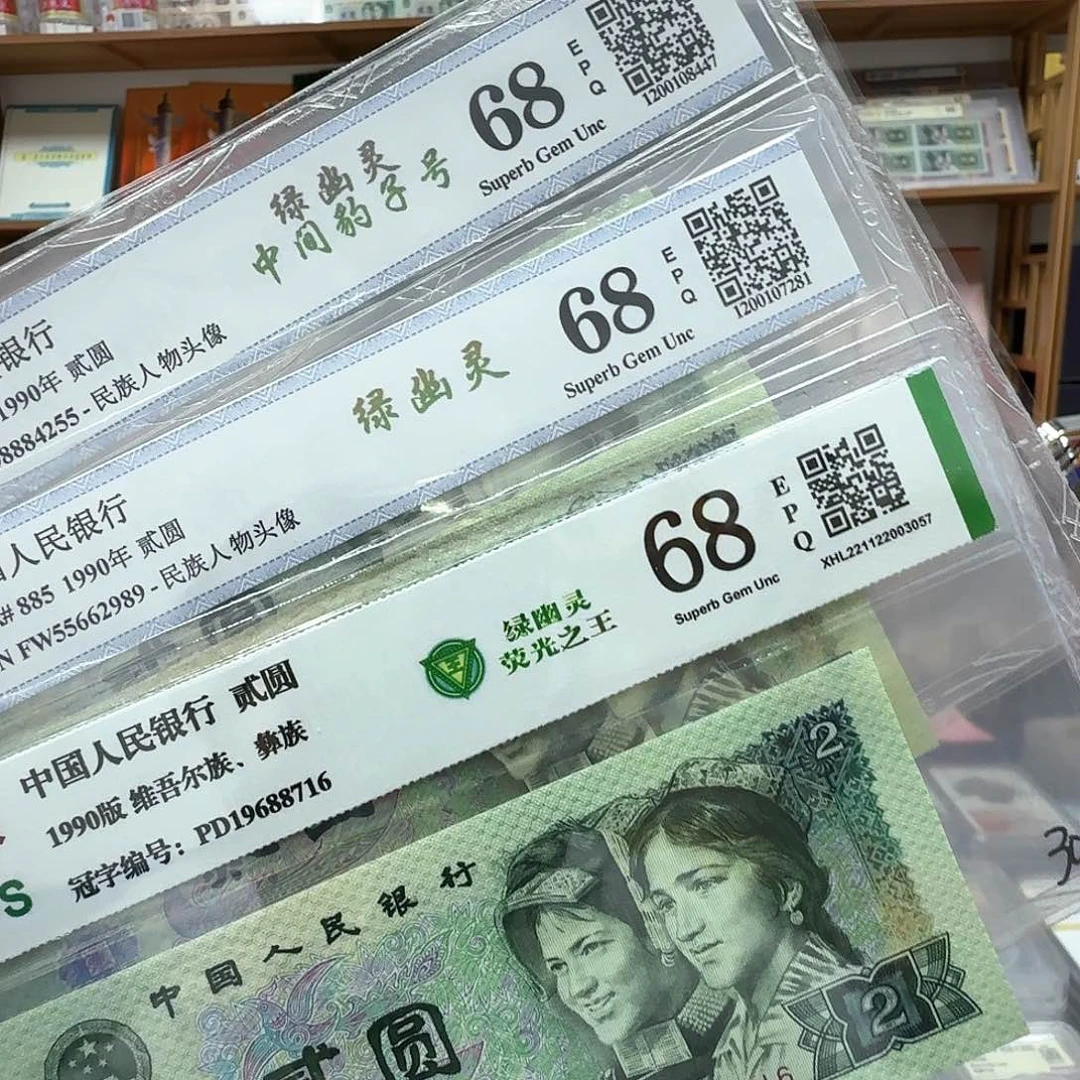 绿幽灵
中间豹子号
68
E
P
Q
Superb Gem Unc
1200108447
银行
1990年 贰圆
8884255 - 民族人物头像
绿幽灵
68
E
P
Q
Superb Gem Unc
1200107281
人民银行
# 885 1990年 贰圆
N FW55662989 - 民族人物头像
中国人民银行 贰圆
1990版 维吾尔族、彝族
冠字编号：PD19688716
S
王
绿幽灵
荧光之王
68
E
P
Q
Superb Gem Unc
XHL221122003057
2
中国人民银行
贰圆
2
16